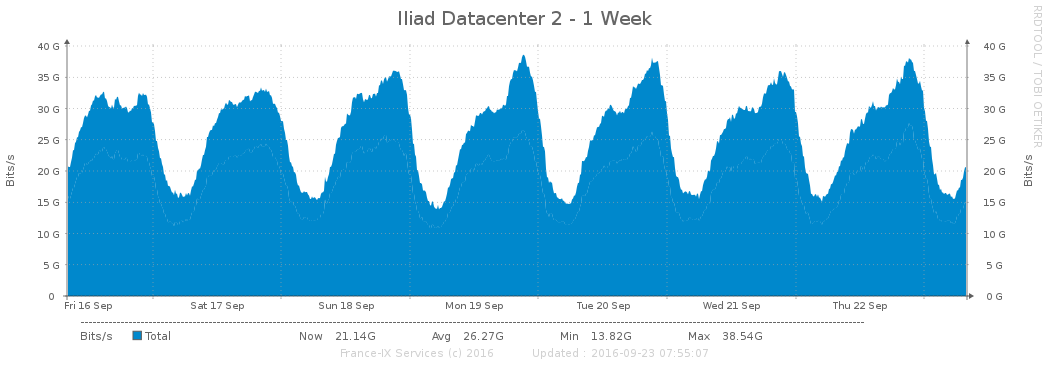 Iliad Datacenter 2 - 1 Week
RRDTOOL / TOBI OETIKER
40 G 40 G
35 G 35 G
30 G 30 G
25 G 25 G
20 G 20 G
15 G 15 G
10 G 10 G
5 G 5 G
0 0 G
Bits/s
Bits/s
Fri 16 Sep Sat 17 Sep Sun 18 Sep Mon 19 Sep Tue 20 Sep Wed 21 Sep Thu 22 Sep
Bits/s Total Now 21.14G Avg 26.27G Min 13.82G Max 38.54G
France-IX Services (c) 2016 Updated : 2016-09-23 07:55:07